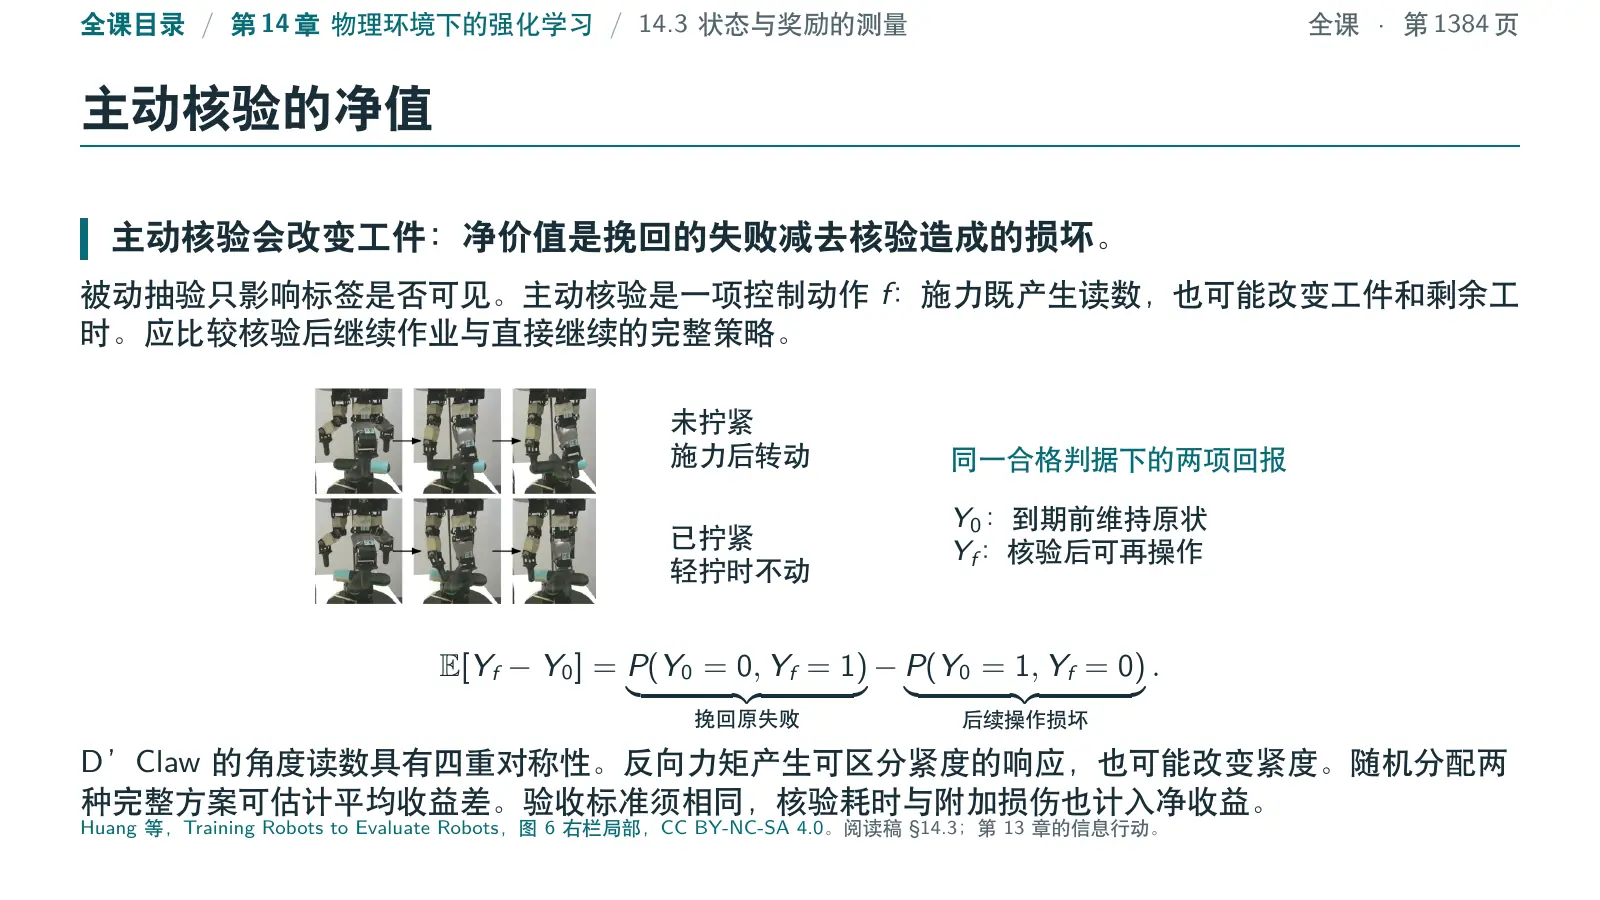 全课目录 / 第 14 章 物理环境下的强化学习 / 14.3 状态与奖励的测量
全课 · 第 1384 页
主动核验的净值
主动核验会改变工件：净价值是挽回的失败减去核验造成的损坏。
被动抽验只影响标签是否可见。主动核验是一项控制动作 f：施力既产生读数，也可能改变工件和剩余工
时。应比较核验后继续作业与直接继续的完整策略。
未拧紧
施力后转动
已拧紧
轻拧时不动
同一合格判据下的两项回报
Y₀：到期前维持原状
Y_f：核验后可再操作
𝔼[Y_f − Y₀] = P(Y₀ = 0, Y_f = 1) − P(Y₀ = 1, Y_f = 0) .
挽回原失败
后续操作损坏
D’Claw 的角度读数具有四重对称性。反向力矩产生可区分紧度的响应，也可能改变紧度。随机分配两
种完整方案可估计平均收益差。验收标准须相同，核验耗时与附加损伤也计入净收益。
Huang 等，Training Robots to Evaluate Robots，图 6 右栏局部，CC BY-NC-SA 4.0。阅读稿 §14.3；第 13 章的信息行动。